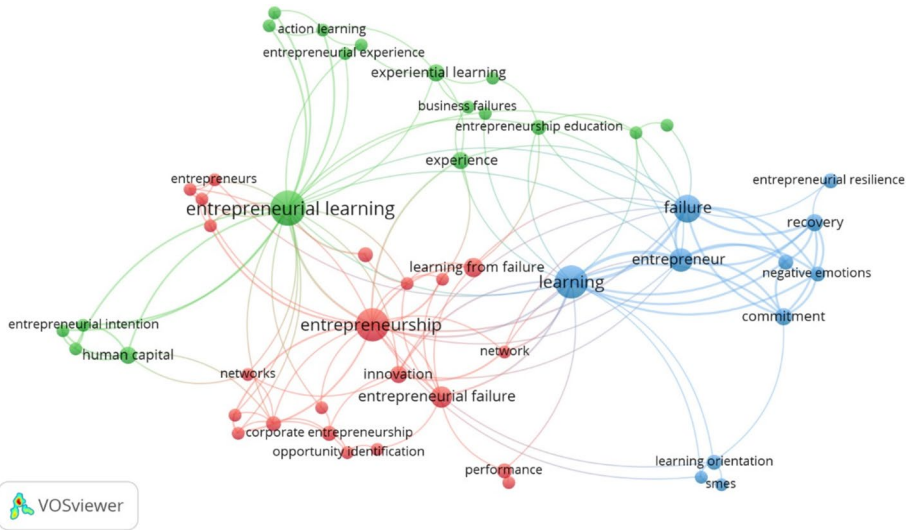 action learning
entrepreneurial experience
experiential learning
business failures
entrepreneurship education
experience
entrepreneurs
entrepreneurial resilience
entrepreneurial learning
failure
recovery
entrepreneur
learning from failure
negative emotions
learning
commitment
entrepreneurial intention
entrepreneurship
human capital
network
networks
innovation
entrepreneurial failure
corporate entrepreneurship
opportunity identification
learning orientation
performance
smes
VOSviewer